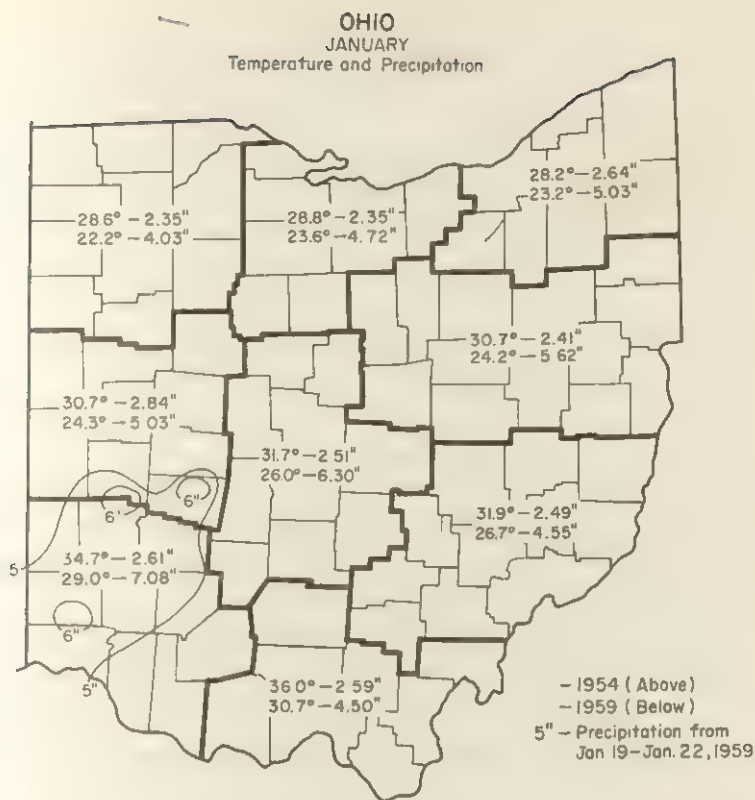 OHIO
JANUARY
Temperature and Precipitation
28.2° – 2.64"
23.2° – 5.03"
28.6° – 2.35"
22.2° – 4.03"
28.8° – 2.35"
23.6° – 4.72"
30.7° – 2.41"
24.2° – 5 62"
30.7° – 2.84"
24.3° – 5.03"
31.7° – 2 51"
26.0° – 6.30"
6"
6'
31.9° – 2.49"
26.7° – 4.55"
34.7° – 2.61"
29.0° – 7.08"
5
6"
5"
36.0° – 2 59"
30.7° – 4.50"
– 1954 (Above)
– 1959 (Below)
5" – Precipitation from
Jan 19–Jan. 22, 1959